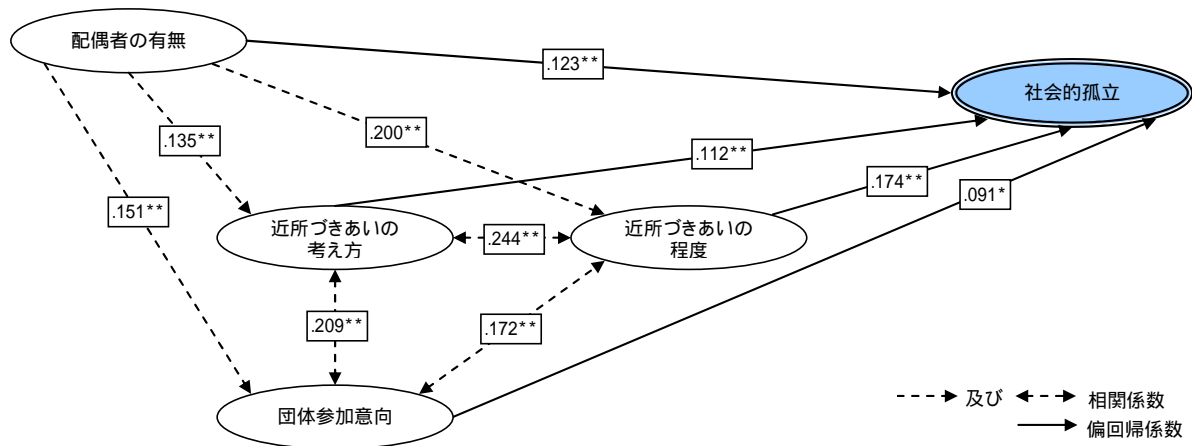 配偶者の有無
.123**
社会的孤立
.135**
.200**
.112**
.174**
.091*
.151**
近所づきあいの
考え方
.244**
近所づきあいの
程度
.209**
.172**
団体参加意向
及び
相関係数
偏回帰係数